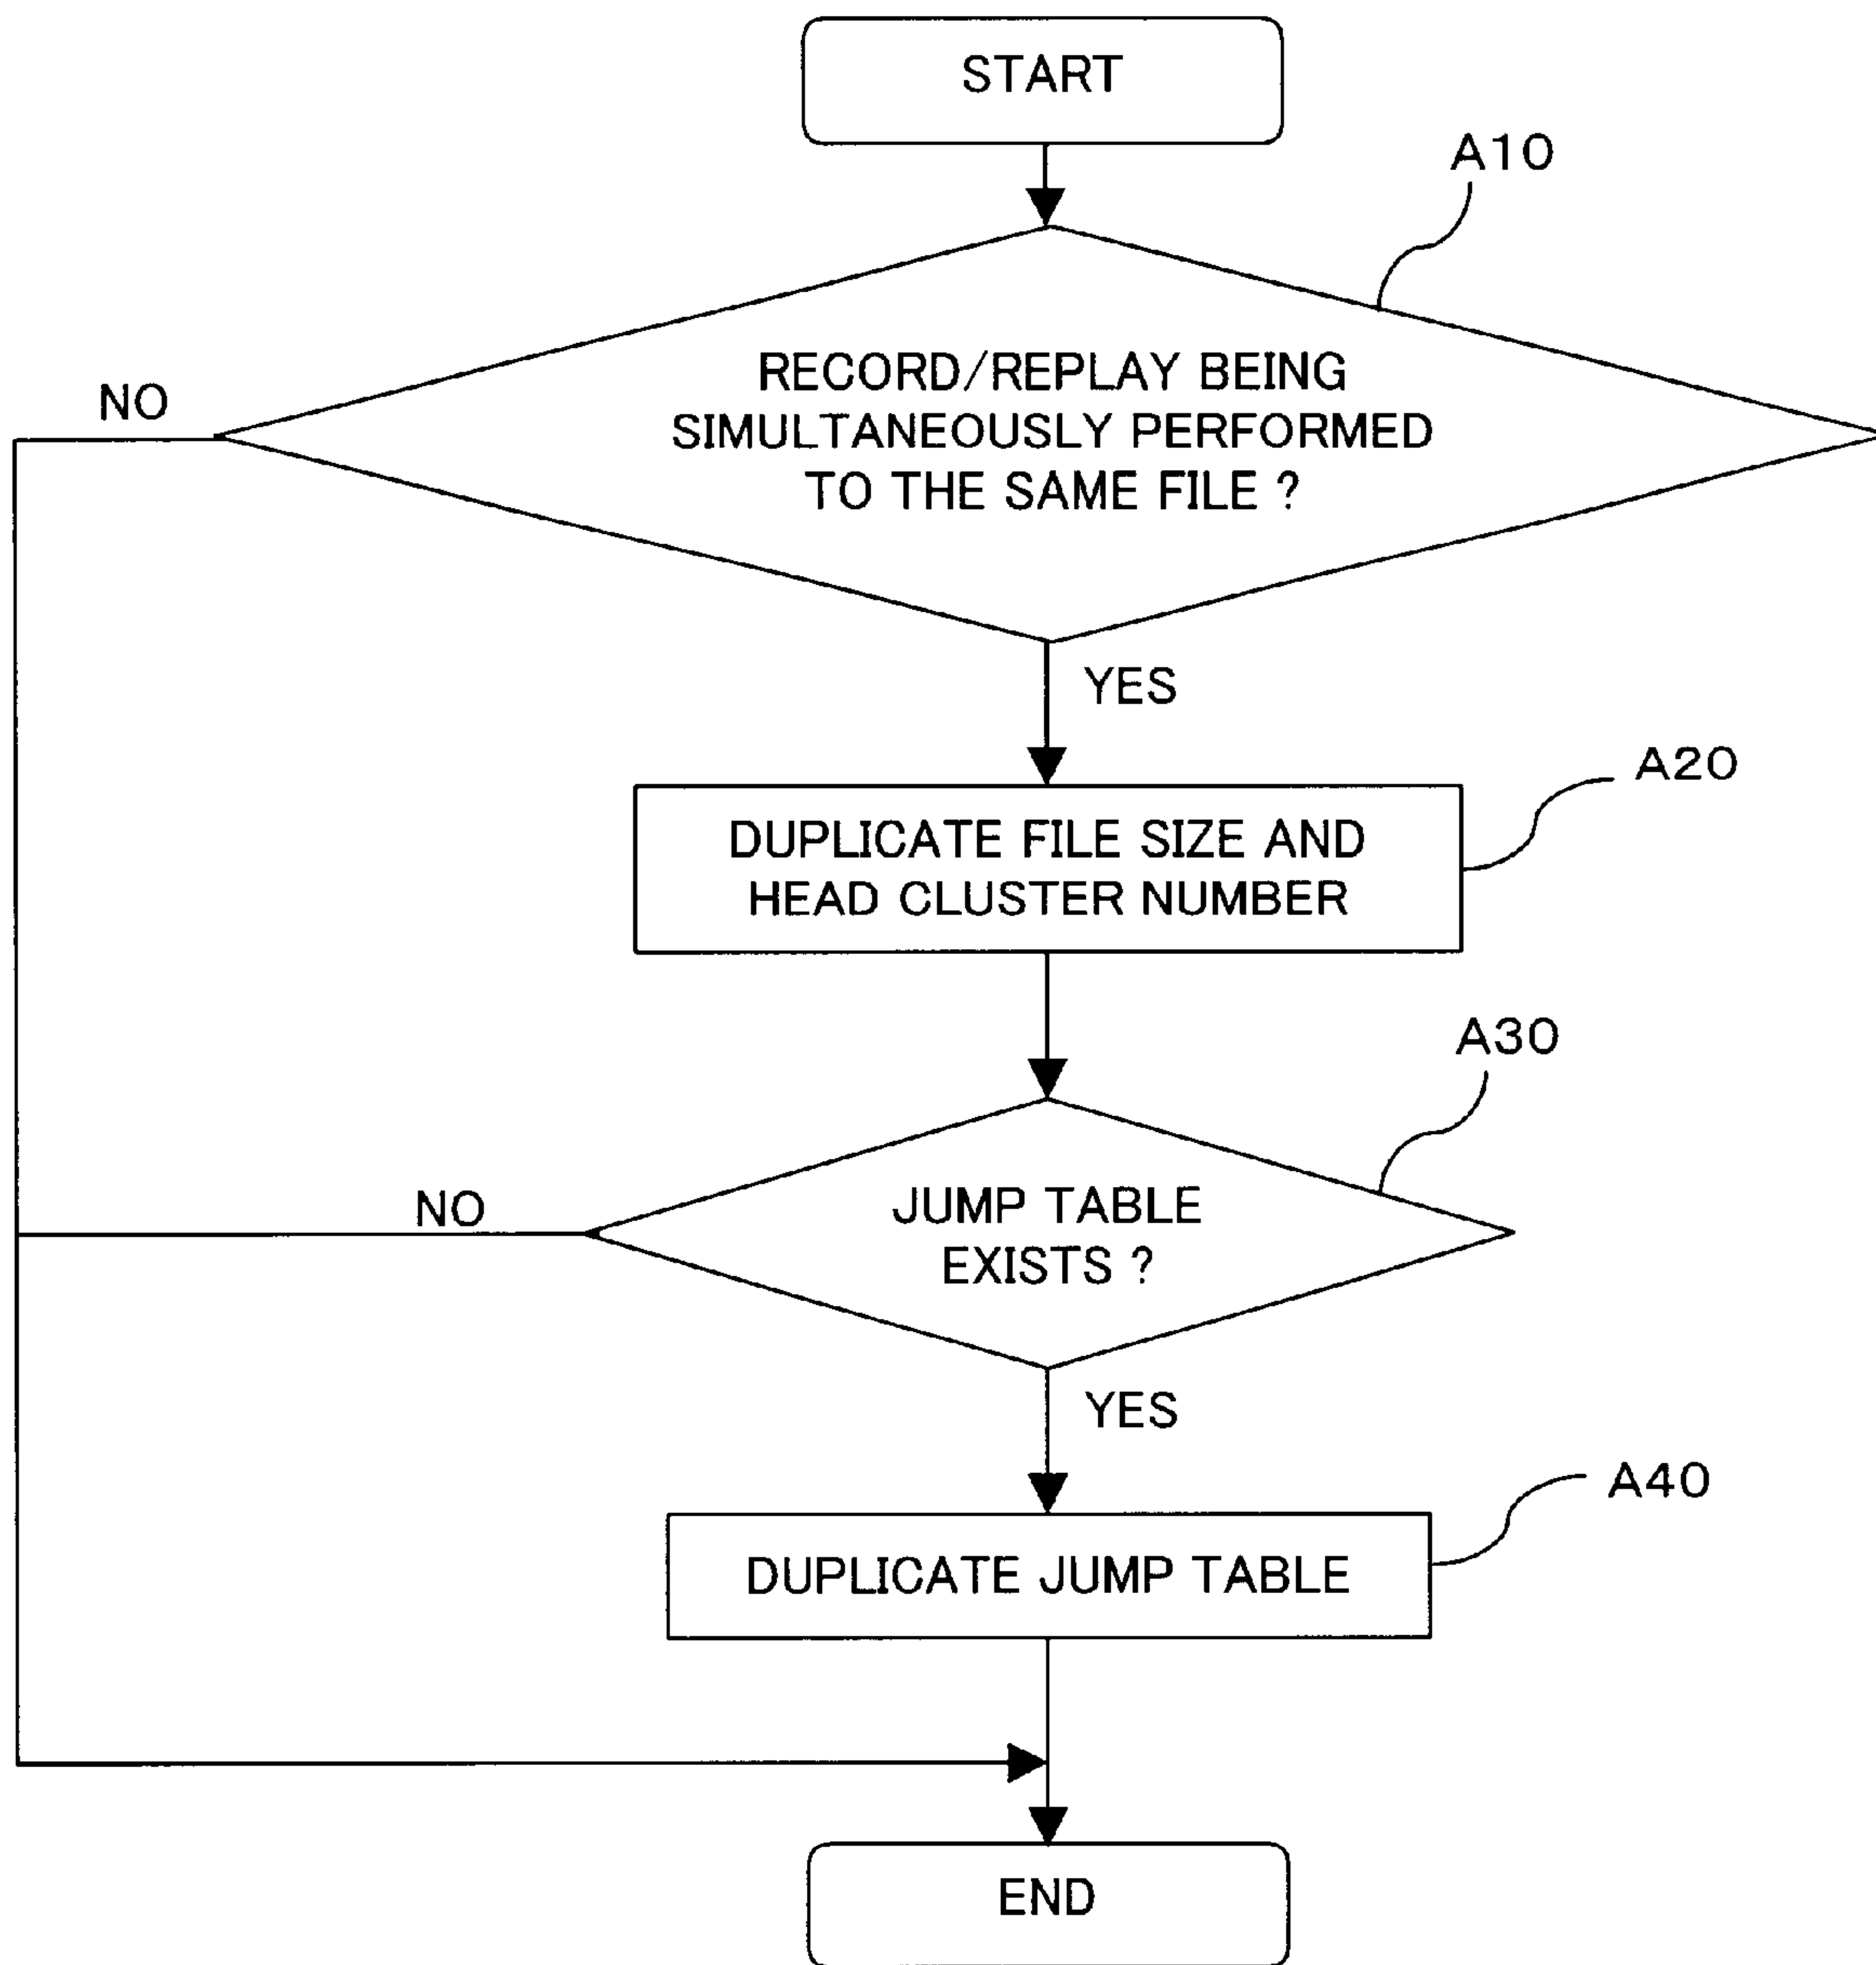 START
A10
RECORD/REPLAY BEING
NO
SIMULTANEOUSLY PERFORMED
TO THE SAME FILE ?
YES
A20
DUPLICATE FILE SIZE AND
HEAD CLUSTER NUMBER
A30
JUMP TABLE
NO
EXISTS ?
YES
A40
DUPLICATE JUMP TABLE
END